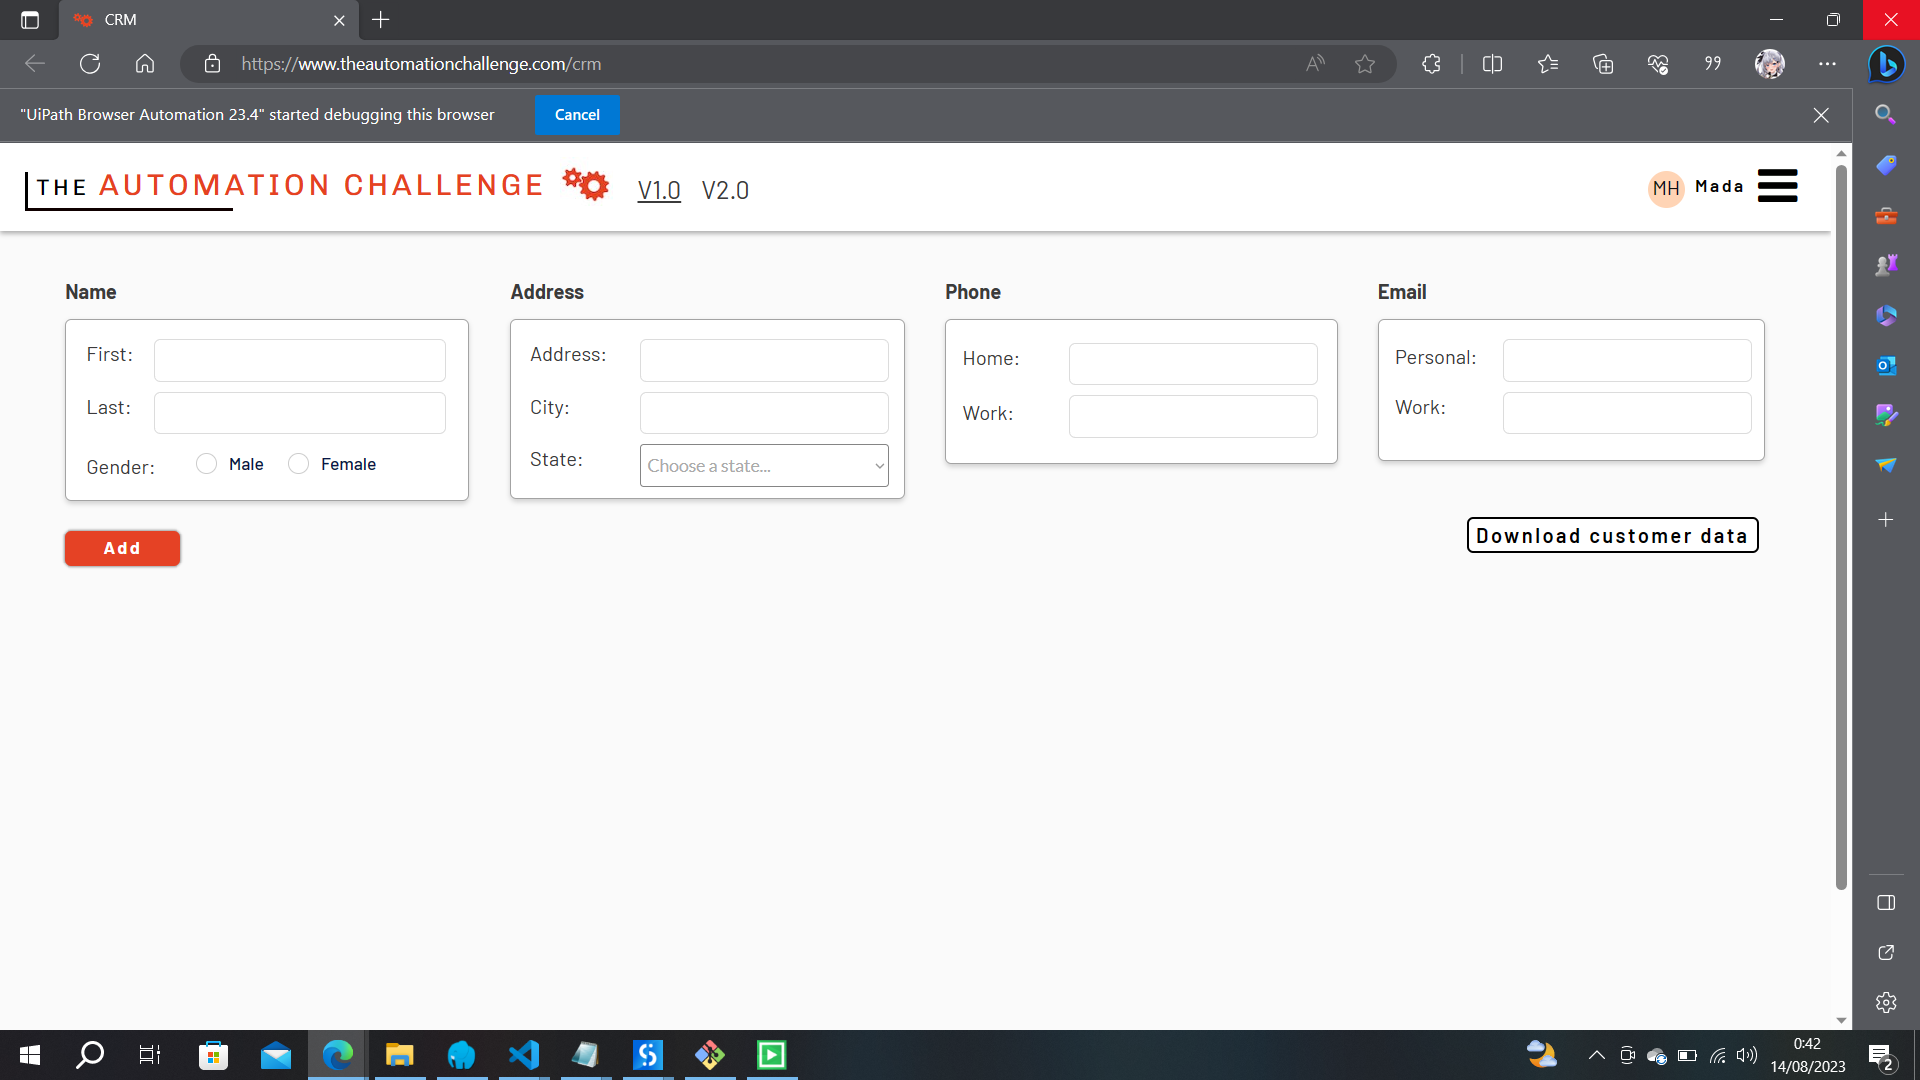 CRM
https://www.theautomationchallenge.com/crm
"UiPath Browser Automation 23.4" started debugging this browser
Cancel
THE AUTOMATION CHALLENGE
V1.0 V2.0
MH Mada
Name
First:
Last:
Gender: Male Female
Address
Address:
City:
State: Choose a state...
Phone
Home:
Work:
Email
Personal:
Work:
Add
Download customer data
0:42
14/08/2023
2